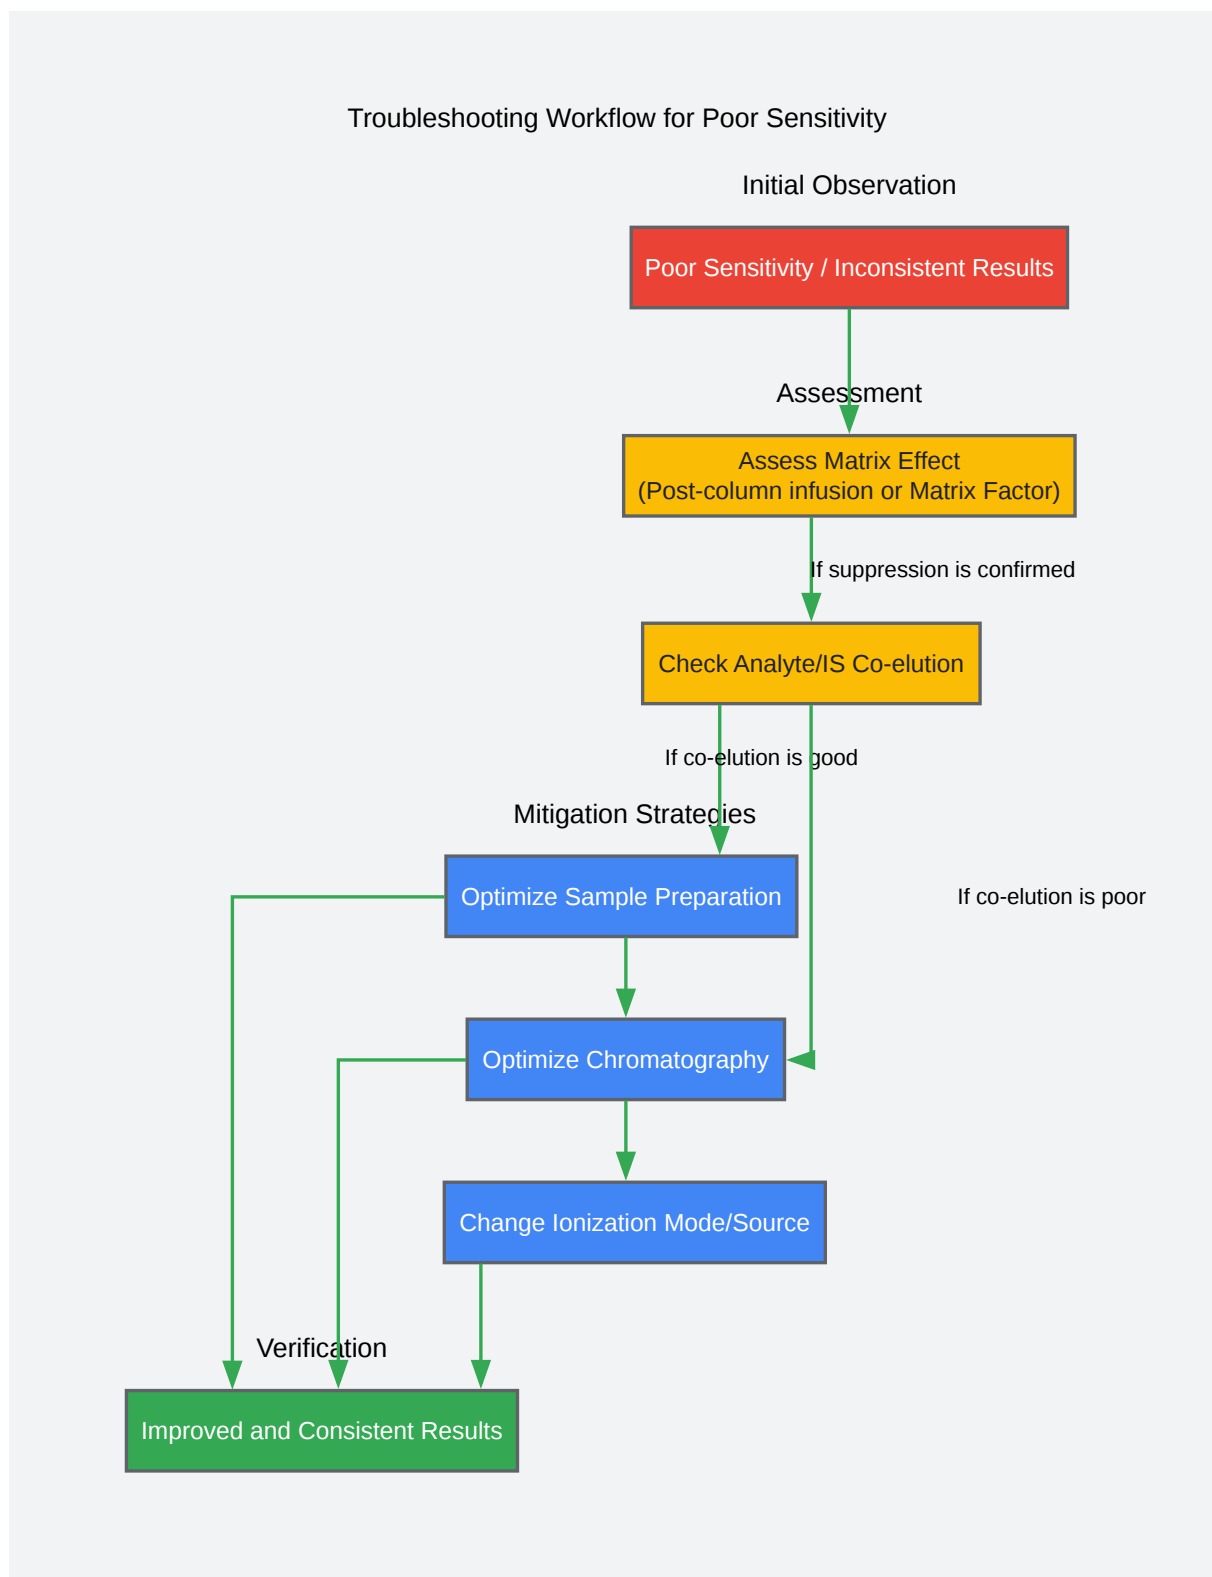 Troubleshooting Workflow for Poor Sensitivity
Initial Observation
Poor Sensitivity / Inconsistent Results
Assessment
Assess Matrix Effect
(Post-column infusion or Matrix Factor)
If suppression is confirmed
Check Analyte/IS Co-elution
If co-elution is good
Mitigation Strategies
Optimize Sample Preparation
If co-elution is poor
Optimize Chromatography
Change Ionization Mode/Source
Verification
Improved and Consistent Results